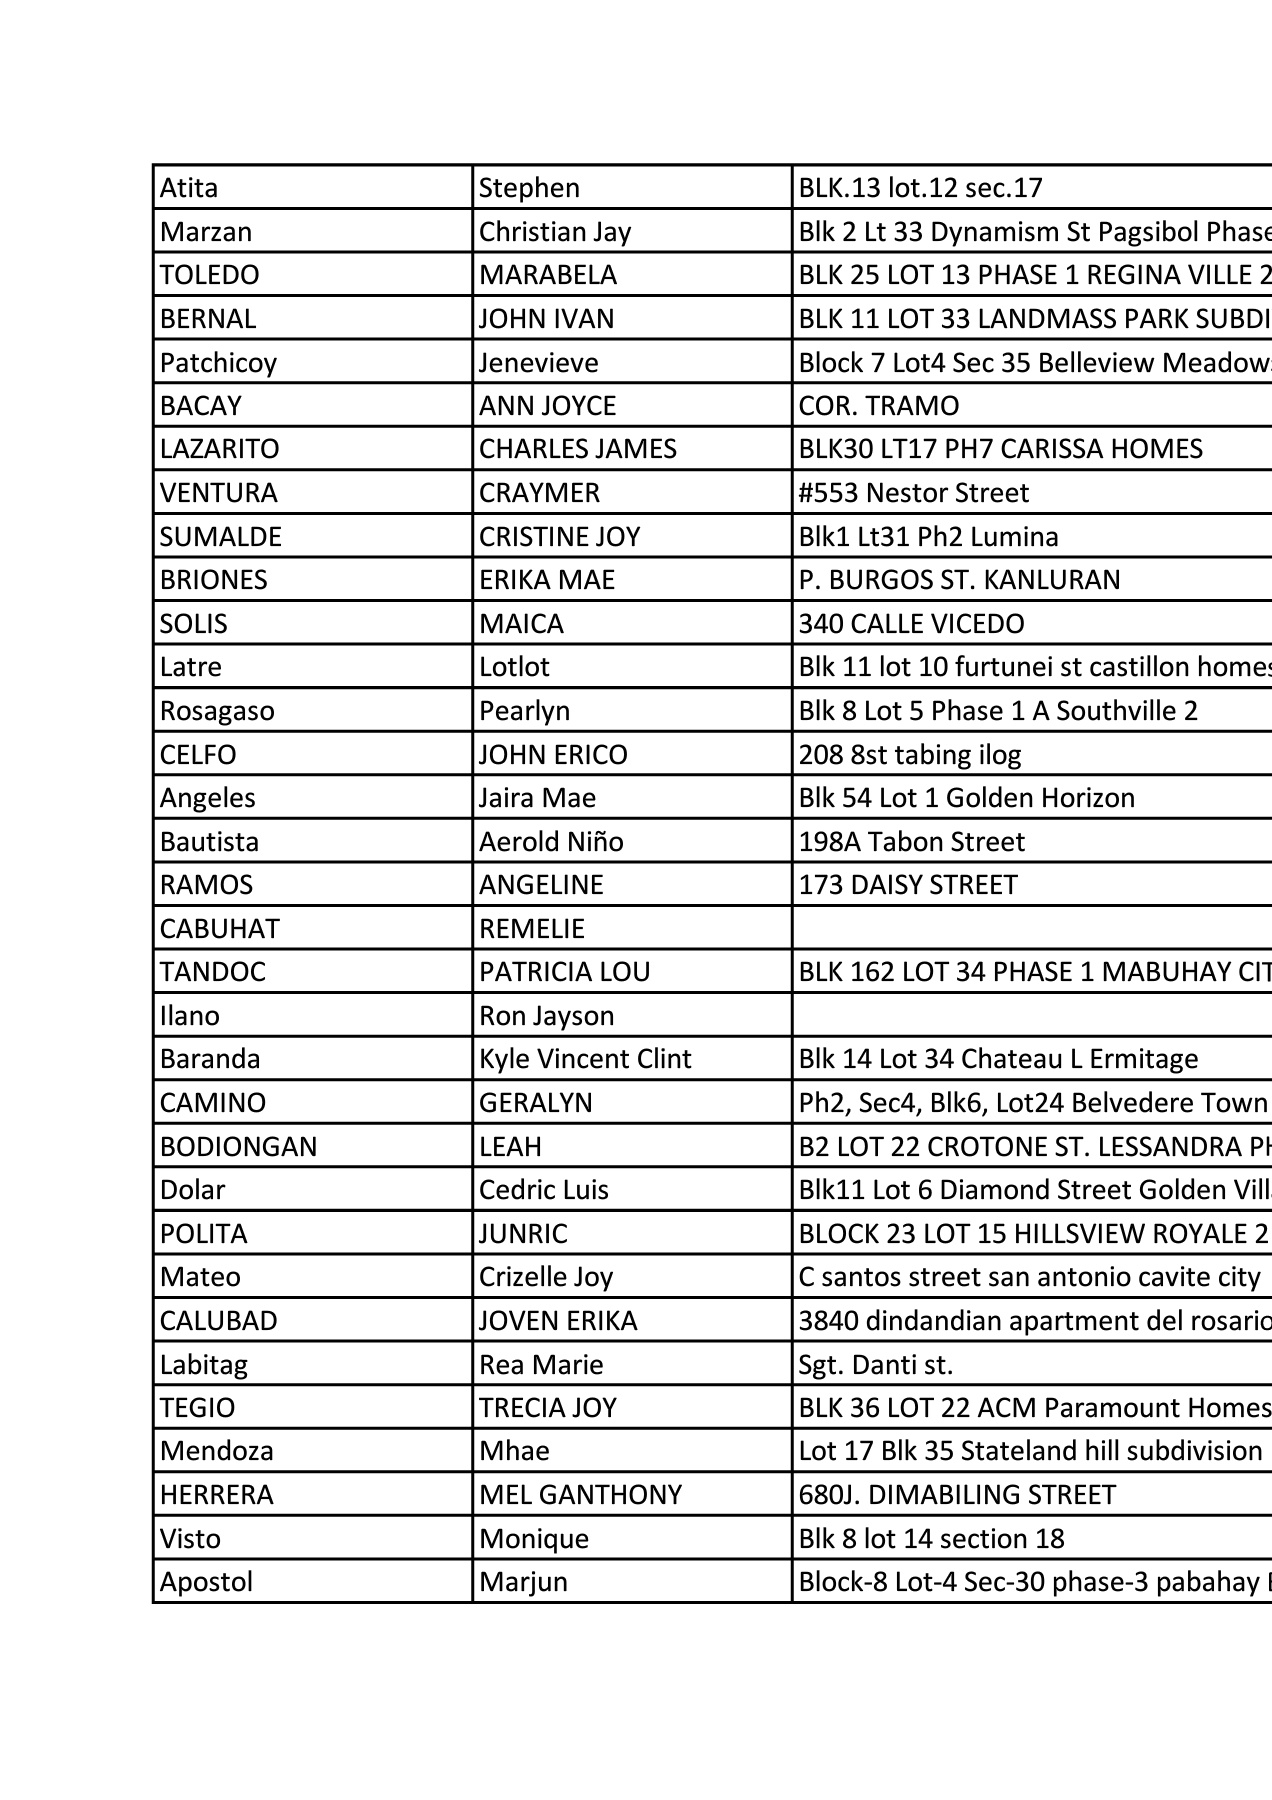 Atita Stephen BLK.13 lot.12 sec.17
Marzan Christian Jay Blk 2 Lt 33 Dynamism St Pagsibol Phase
TOLEDO MARABELA BLK 25 LOT 13 PHASE 1 REGINA VILLE 2
BERNAL JOHN IVAN BLK 11 LOT 33 LANDMASS PARK SUBDI
Patchicoy Jenevieve Block 7 Lot4 Sec 35 Belleview Meadows
BACAY ANN JOYCE COR. TRAMO
LAZARITO CHARLES JAMES BLK30 LT17 PH7 CARISSA HOMES
VENTURA CRAYMER #553 Nestor Street
SUMALDE CRISTINE JOY Blk1 Lt31 Ph2 Lumina
BRIONES ERIKA MAE P. BURGOS ST. KANLURAN
SOLIS MAICA 340 CALLE VICEDO
Latre Lotlot Blk 11 lot 10 furtunei st castillon homes
Rosagaso Pearlyn Blk 8 Lot 5 Phase 1 A Southville 2
CELFO JOHN ERICO 208 8st tabing ilog
Angeles Jaira Mae Blk 54 Lot 1 Golden Horizon
Bautista Aerold Niño 198A Tabon Street
RAMOS ANGELINE 173 DAISY STREET
CABUHAT REMELIE
TANDOC PATRICIA LOU BLK 162 LOT 34 PHASE 1 MABUHAY CIT
Ilano Ron Jayson
Baranda Kyle Vincent Clint Blk 14 Lot 34 Chateau L Ermitage
CAMINO GERALYN Ph2, Sec4, Blk6, Lot24 Belvedere Town
BODIONGAN LEAH B2 LOT 22 CROTONE ST. LESSANDRA PH
Dolar Cedric Luis Blk11 Lot 6 Diamond Street Golden Villa
POLITA JUNRIC BLOCK 23 LOT 15 HILLSVIEW ROYALE 2
Mateo Crizelle Joy C santos street san antonio cavite city
CALUBAD JOVEN ERIKA 3840 dindandian apartment del rosario
Labitag Rea Marie Sgt. Danti st.
TEGIO TRECIA JOY BLK 36 LOT 22 ACM Paramount Homes
Mendoza Mhae Lot 17 Blk 35 Stateland hill subdivision
HERRERA MEL GANTHONY 680J. DIMABILING STREET
Visto Monique Blk 8 lot 14 section 18
Apostol Marjun Block-8 Lot-4 Sec-30 phase-3 pabahay